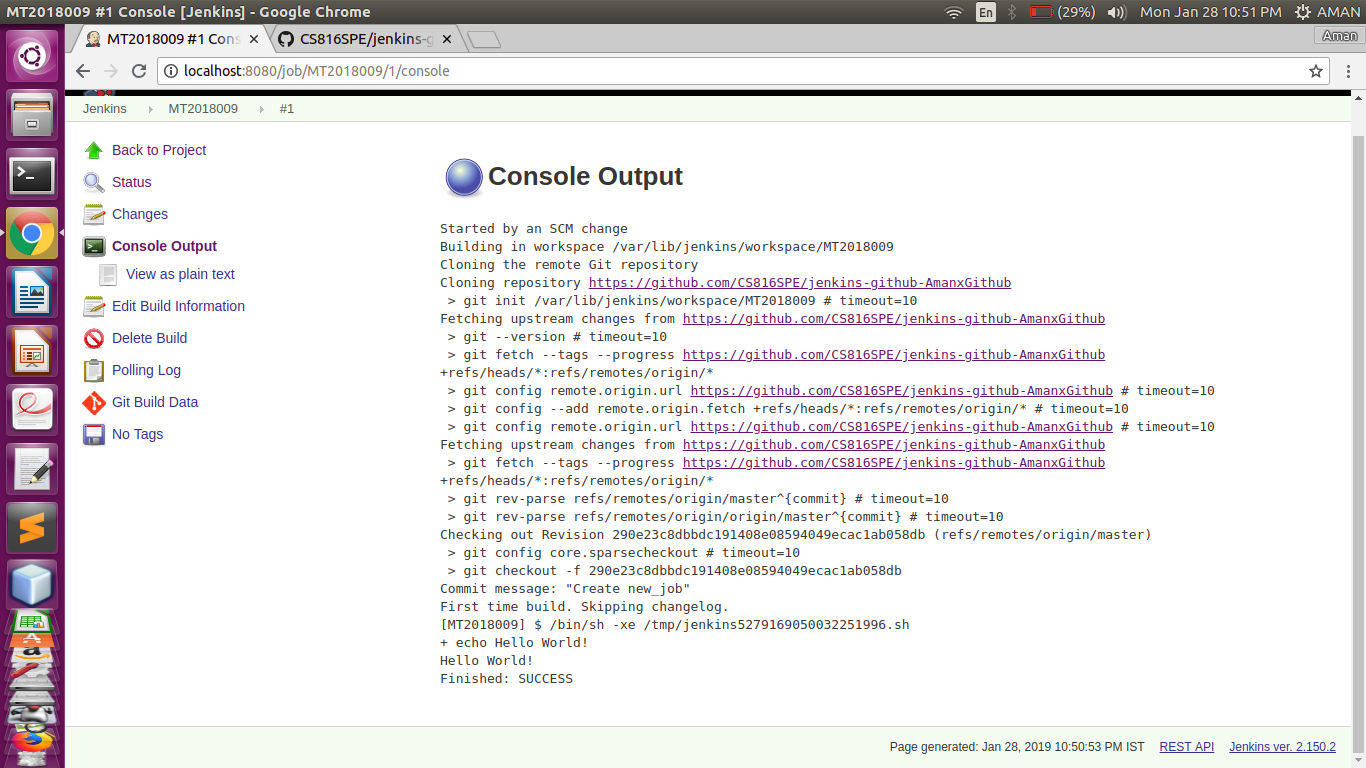 MT2018009 #1 Console [Jenkins] - Google Chrome
En
(29%)
Mon Jan 28 10:51 PM
AMAN
MT2018009 #1 Cons
CS816SPE/jenkins-g
Aman
localhost:8080/job/MT2018009/1/console
Jenkins
MT2018009
#1
Back to Project
Status
Changes
Console Output
View as plain text
Edit Build Information
Delete Build
Polling Log
Git Build Data
No Tags
Console Output
Started by an SCM change
Building in workspace /var/lib/jenkins/workspace/MT2018009
Cloning the remote Git repository
Cloning repository https://github.com/CS816SPE/jenkins-github-AmanxGithub
> git init /var/lib/jenkins/workspace/MT2018009 # timeout=10
Fetching upstream changes from https://github.com/CS816SPE/jenkins-github-AmanxGithub
> git --version # timeout=10
> git fetch --tags --progress https://github.com/CS816SPE/jenkins-github-AmanxGithub
+refs/heads/*:refs/remotes/origin/*
> git config remote.origin.url https://github.com/CS816SPE/jenkins-github-AmanxGithub # timeout=10
> git config --add remote.origin.fetch +refs/heads/*:refs/remotes/origin/* # timeout=10
> git config remote.origin.url https://github.com/CS816SPE/jenkins-github-AmanxGithub # timeout=10
Fetching upstream changes from https://github.com/CS816SPE/jenkins-github-AmanxGithub
> git fetch --tags --progress https://github.com/CS816SPE/jenkins-github-AmanxGithub
+refs/heads/*:refs/remotes/origin/*
> git rev-parse refs/remotes/origin/master^{commit} # timeout=10
> git rev-parse refs/remotes/origin/origin/master^{commit} # timeout=10
Checking out Revision 290e23c8dbbdc191408e08594049ecac1ab058db (refs/remotes/origin/master)
> git config core.sparsecheckout # timeout=10
> git checkout -f 290e23c8dbbdc191408e08594049ecac1ab058db
Commit message: "Create new_job"
First time build. Skipping changelog.
[MT2018009] $ /bin/sh -xe /tmp/jenkins5279169050032251996.sh
+ echo Hello World!
Hello World!
Finished: SUCCESS
Page generated: Jan 28, 2019 10:50:53 PM IST
REST API
Jenkins ver. 2.150.2